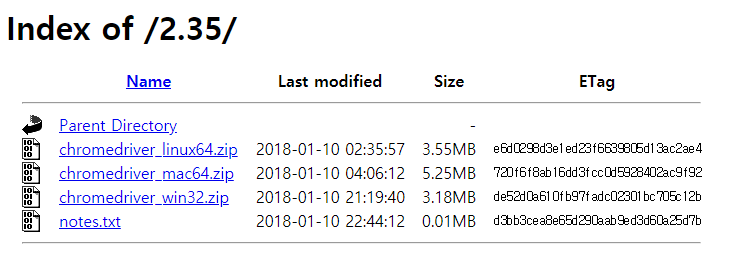 Index of /2.35/
Name Last modified Size ETag
Parent Directory -
chromedriver_linux64.zip 2018-01-10 02:35:57 3.55MB e6d0298d3e1ed23f6639805d13ac2ae4
chromedriver_mac64.zip 2018-01-10 04:06:12 5.25MB 720f6f8ab16dd3fcc0d5928402ac9f92
chromedriver_win32.zip 2018-01-10 21:19:40 3.18MB de52d0a610fb97fadc02301bc705c12b
notes.txt 2018-01-10 22:44:12 0.01MB d3bb3cea8e65d290aab9ed3d60a25d7b